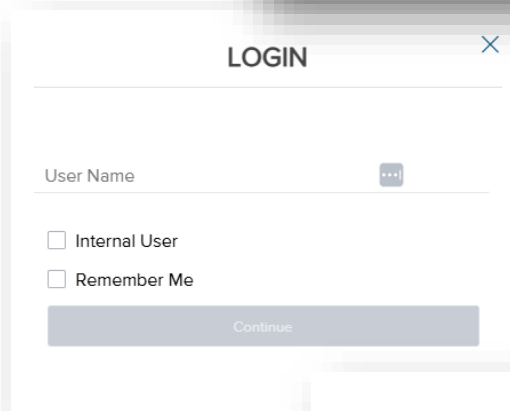 LOGIN
User Name
Internal User
Remember Me
Continue